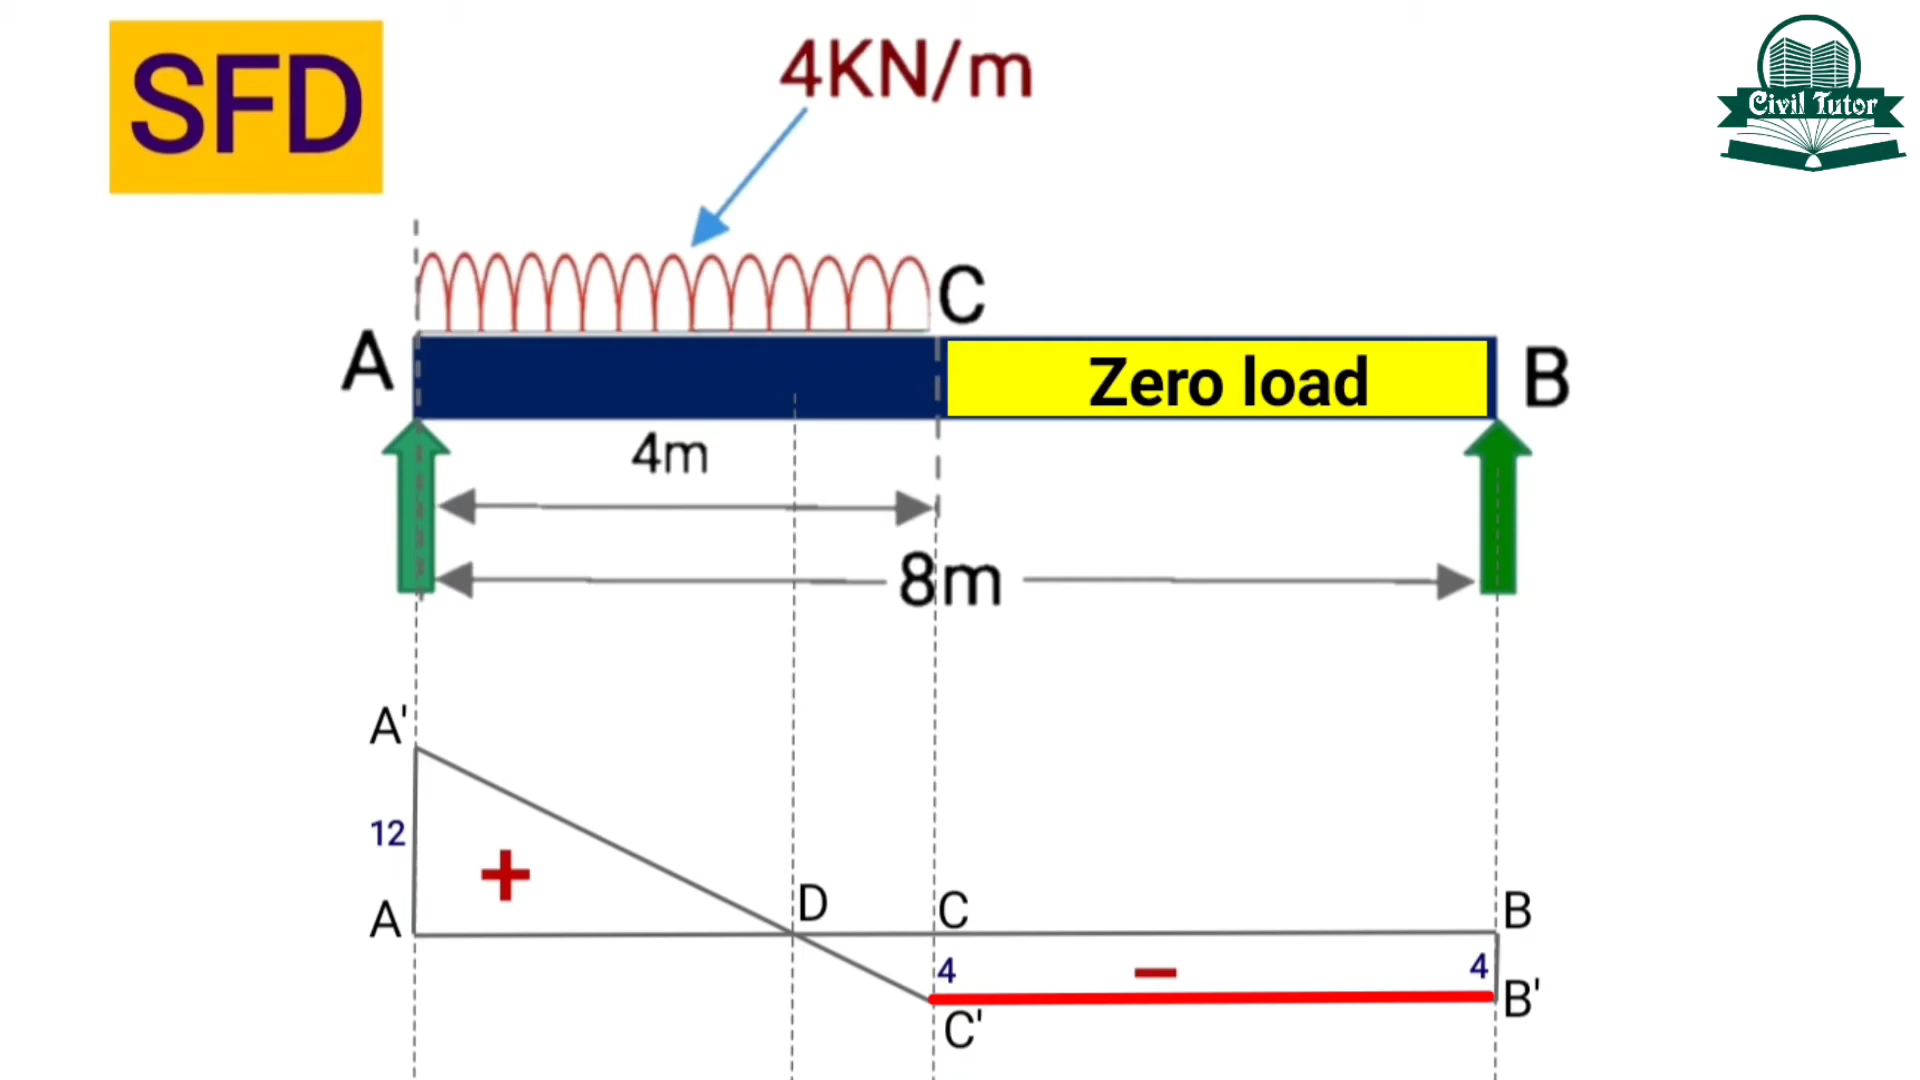 SFD
4KN/m
Civil Tutor
C
A
Zero load
B
4m
8m
A'
12
+
A
D
C
B
4
−
4
C'
B'